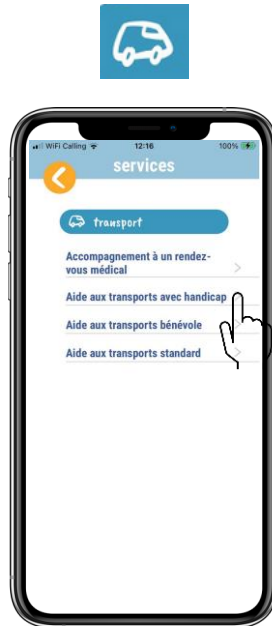 WiFi Calling 12:16 100%
services
transport
Accompagnement à un rendez-
vous médical
Aide aux transports avec handicap
Aide aux transports bénévole
Aide aux transports standard